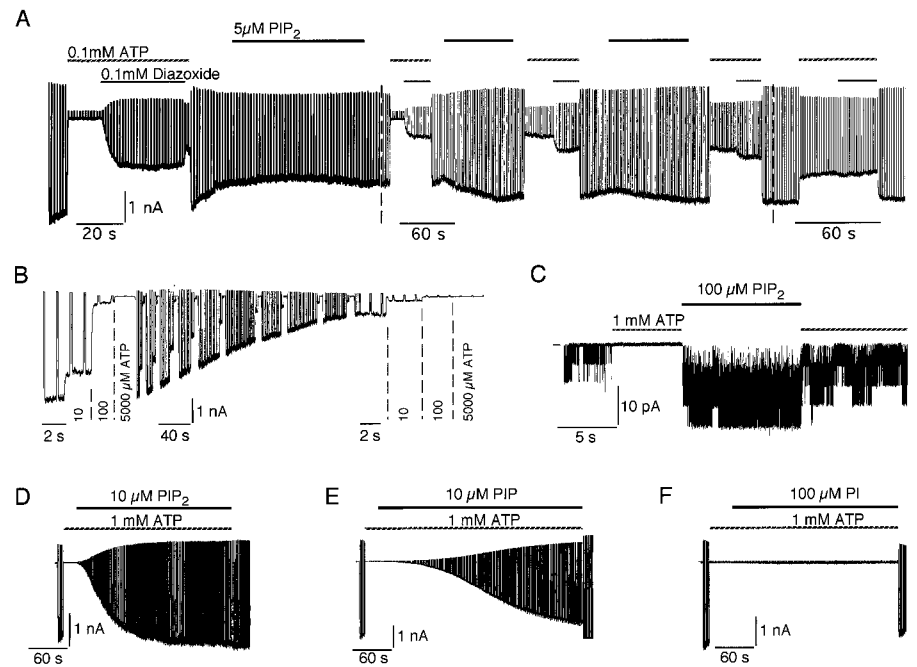 A
5μM PIP2
0.1mM ATP
0.1mM Diazoxide
1 nA
20 s
60 s
60 s
B
10
100
5000 μM ATP
10
100
5000 μM ATP
1 nA
2 s
40 s
2 s
C
100 μM PIP2
1 mM ATP
10 pA
5 s
D
10 μM PIP2
1 mM ATP
1 nA
60 s
E
10 μM PIP
1 mM ATP
1 nA
60 s
F
100 μM PI
1 mM ATP
1 nA
60 s